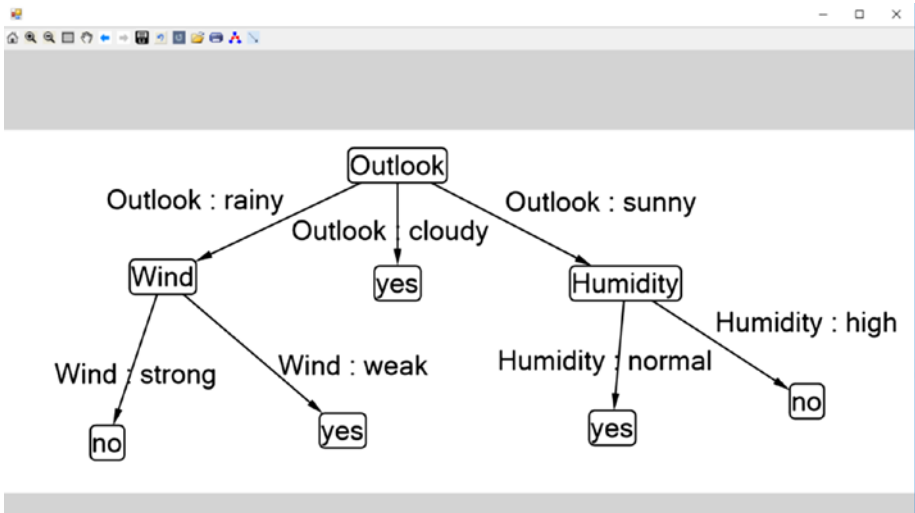 Outlook
Outlook : rainy
Outlook : cloudy
Outlook : sunny
Wind
yes
Humidity
Wind : strong
Wind : weak
Humidity : normal
Humidity : high
no
yes
yes
no